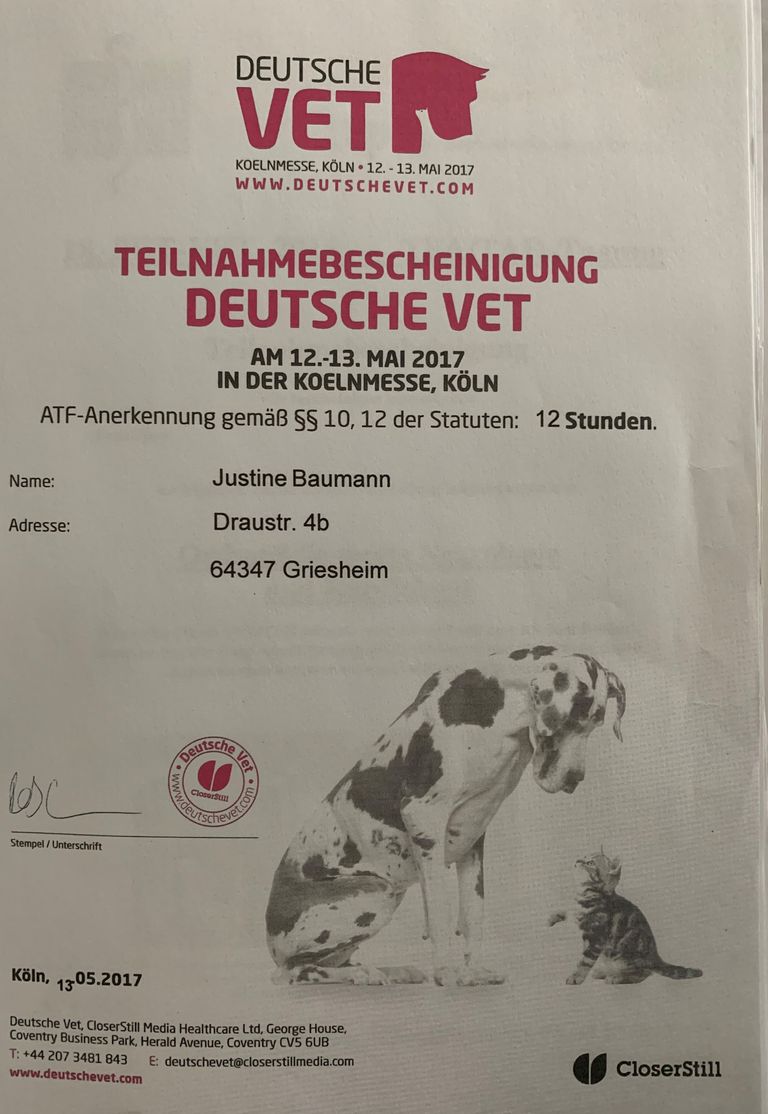 DEUTSCHE
VET
KOELNMESSE, KÖLN • 12. - 13. MAI 2017
WWW.DEUTSCHEVET.COM
TEILNAHMEBESCHEINIGUNG
DEUTSCHE VET
AM 12.-13. MAI 2017
IN DER KOELNMESSE, KÖLN
ATF-Anerkennung gemäß §§ 10, 12 der Statuten: 12 Stunden.
Name: Justine Baumann
Adresse: Draustr. 4b
64347 Griesheim
• Deutsche Vet •
CloserStill
www.deutschevet.com
Stempel / Unterschrift
Köln, 13.05.2017
Deutsche Vet, CloserStill Media Healthcare Ltd, George House,
Coventry Business Park, Herald Avenue, Coventry CV5 6UB
T: +44 207 3481 843 E: deutschevet@closerstillmedia.com
www.deutschevet.com
CloserStill